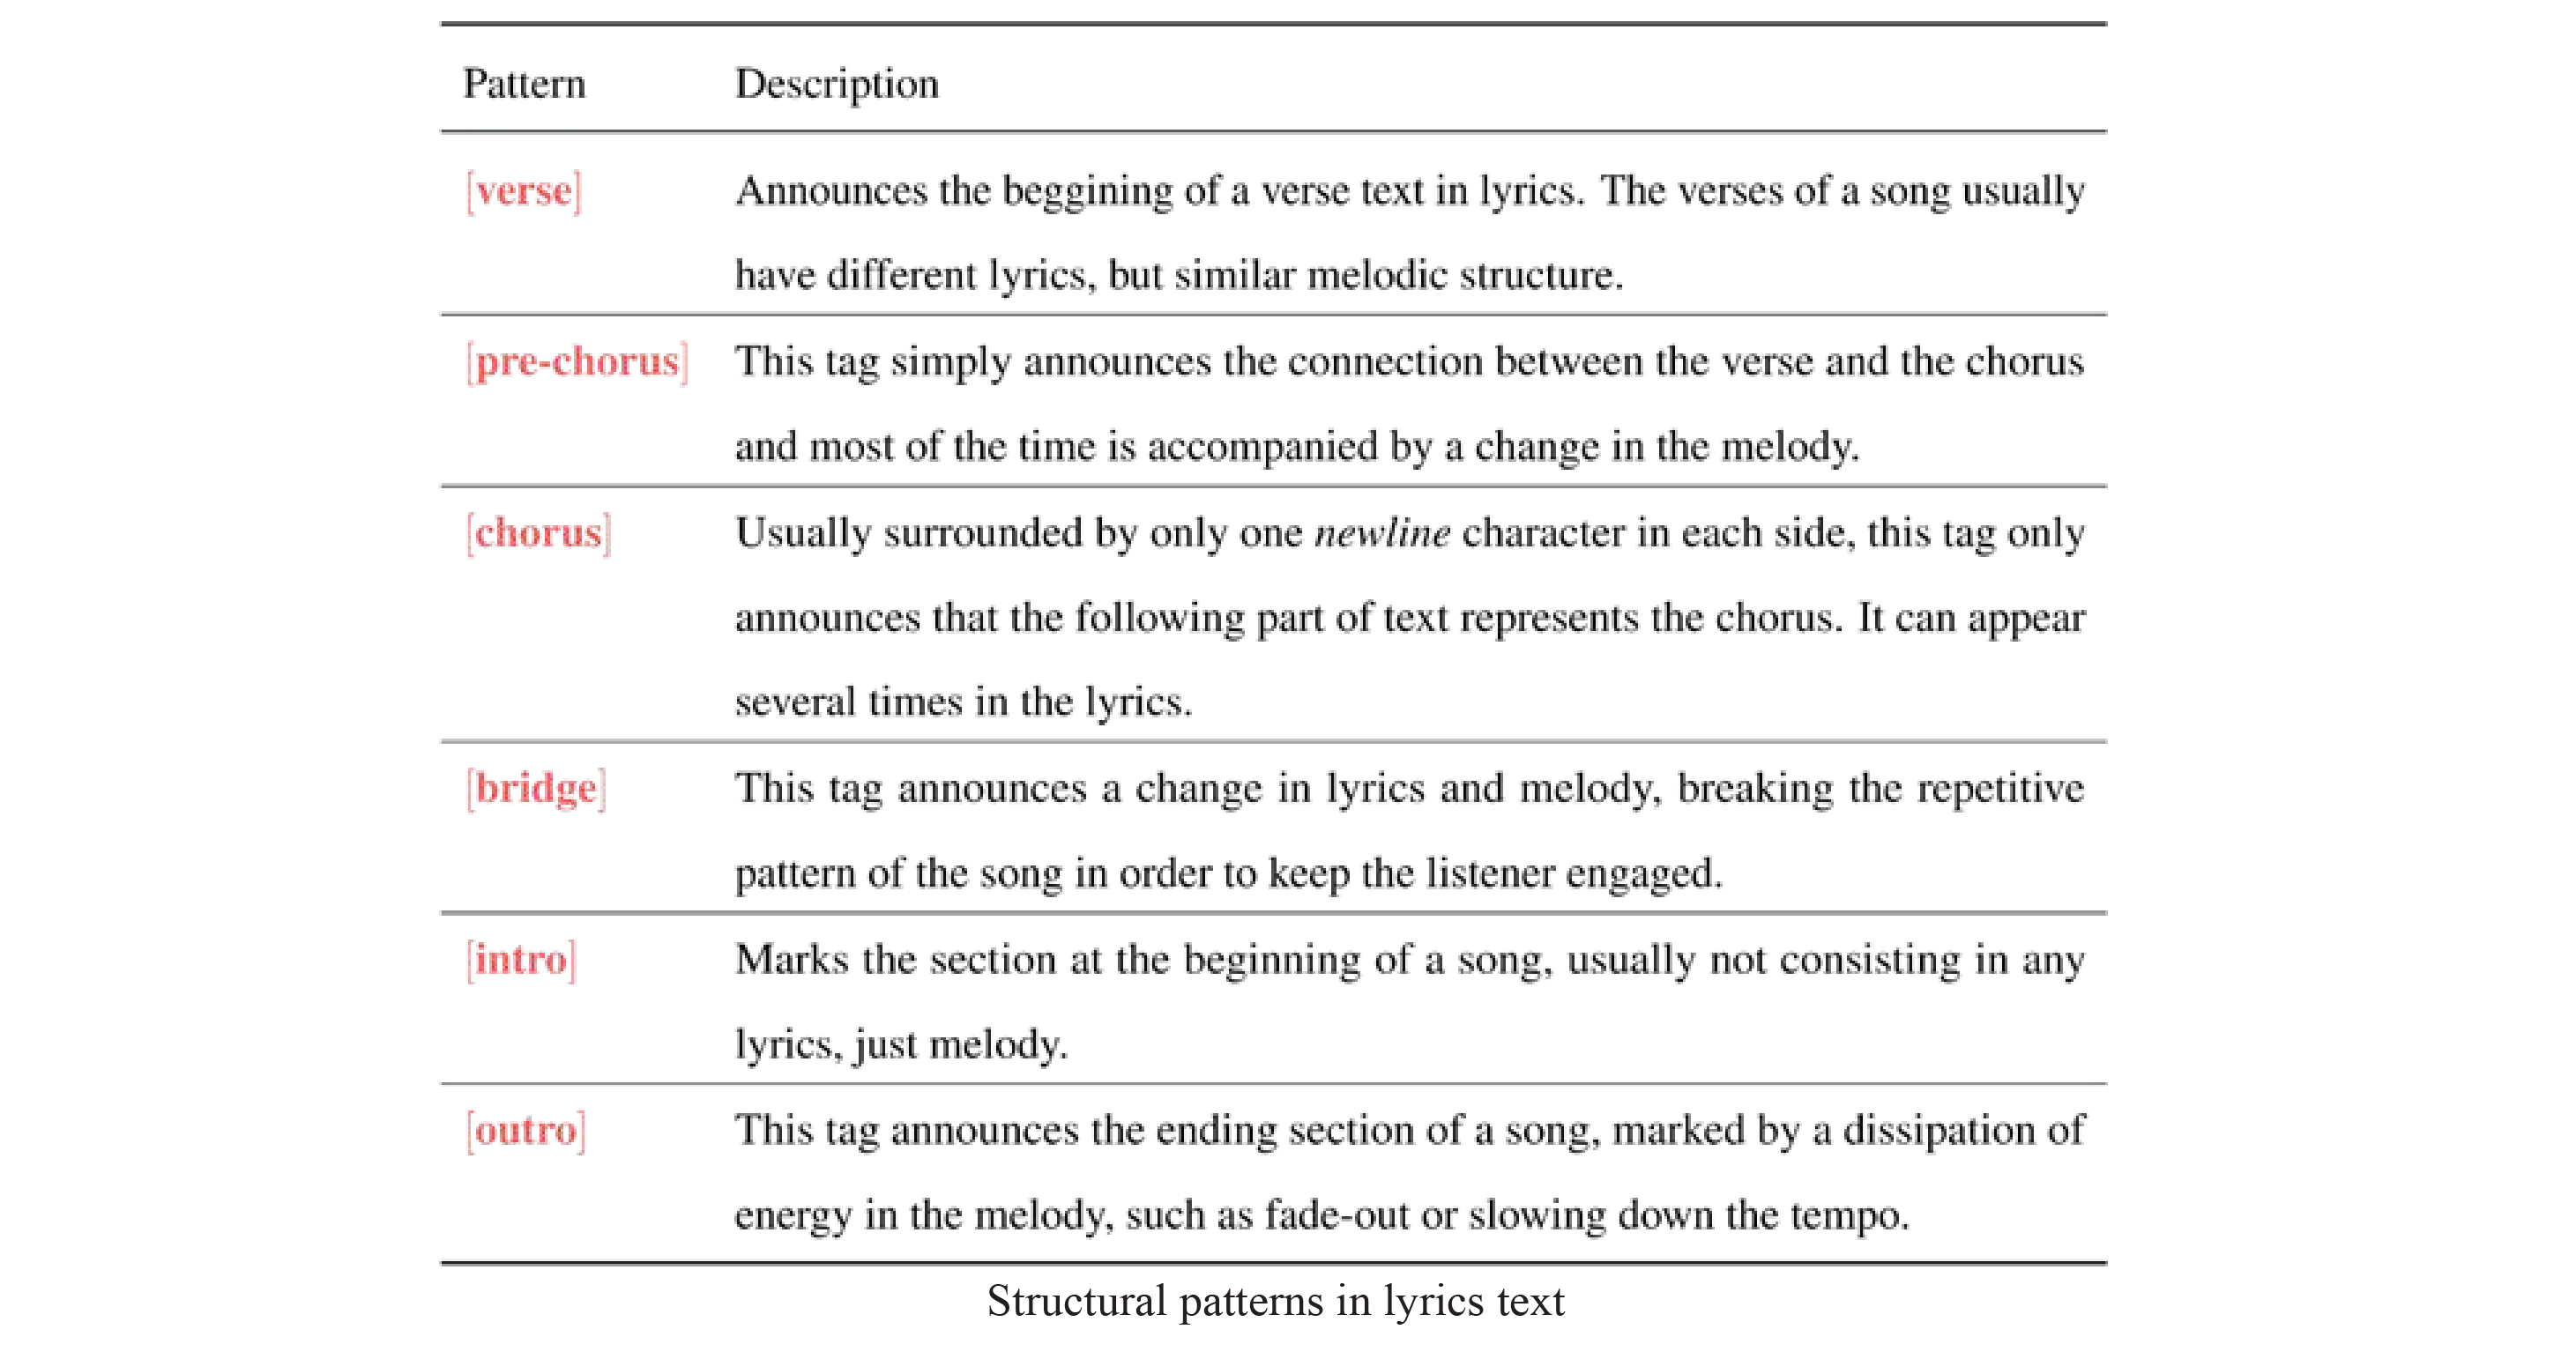 Pattern Description
[verse] Announces the beggining of a verse text in lyrics. The verses of a song usually
have different lyrics, but similar melodic structure.
[pre-chorus] This tag simply announces the connection between the verse and the chorus
and most of the time is accompanied by a change in the melody.
[chorus] Usually surrounded by only one newline character in each side, this tag only
announces that the following part of text represents the chorus. It can appear
several times in the lyrics.
[bridge] This tag announces a change in lyrics and melody, breaking the repetitive
pattern of the song in order to keep the listener engaged.
[intro] Marks the section at the beginning of a song, usually not consisting in any
lyrics, just melody.
[outro] This tag announces the ending section of a song, marked by a dissipation of
energy in the melody, such as fade-out or slowing down the tempo.
Structural patterns in lyrics text